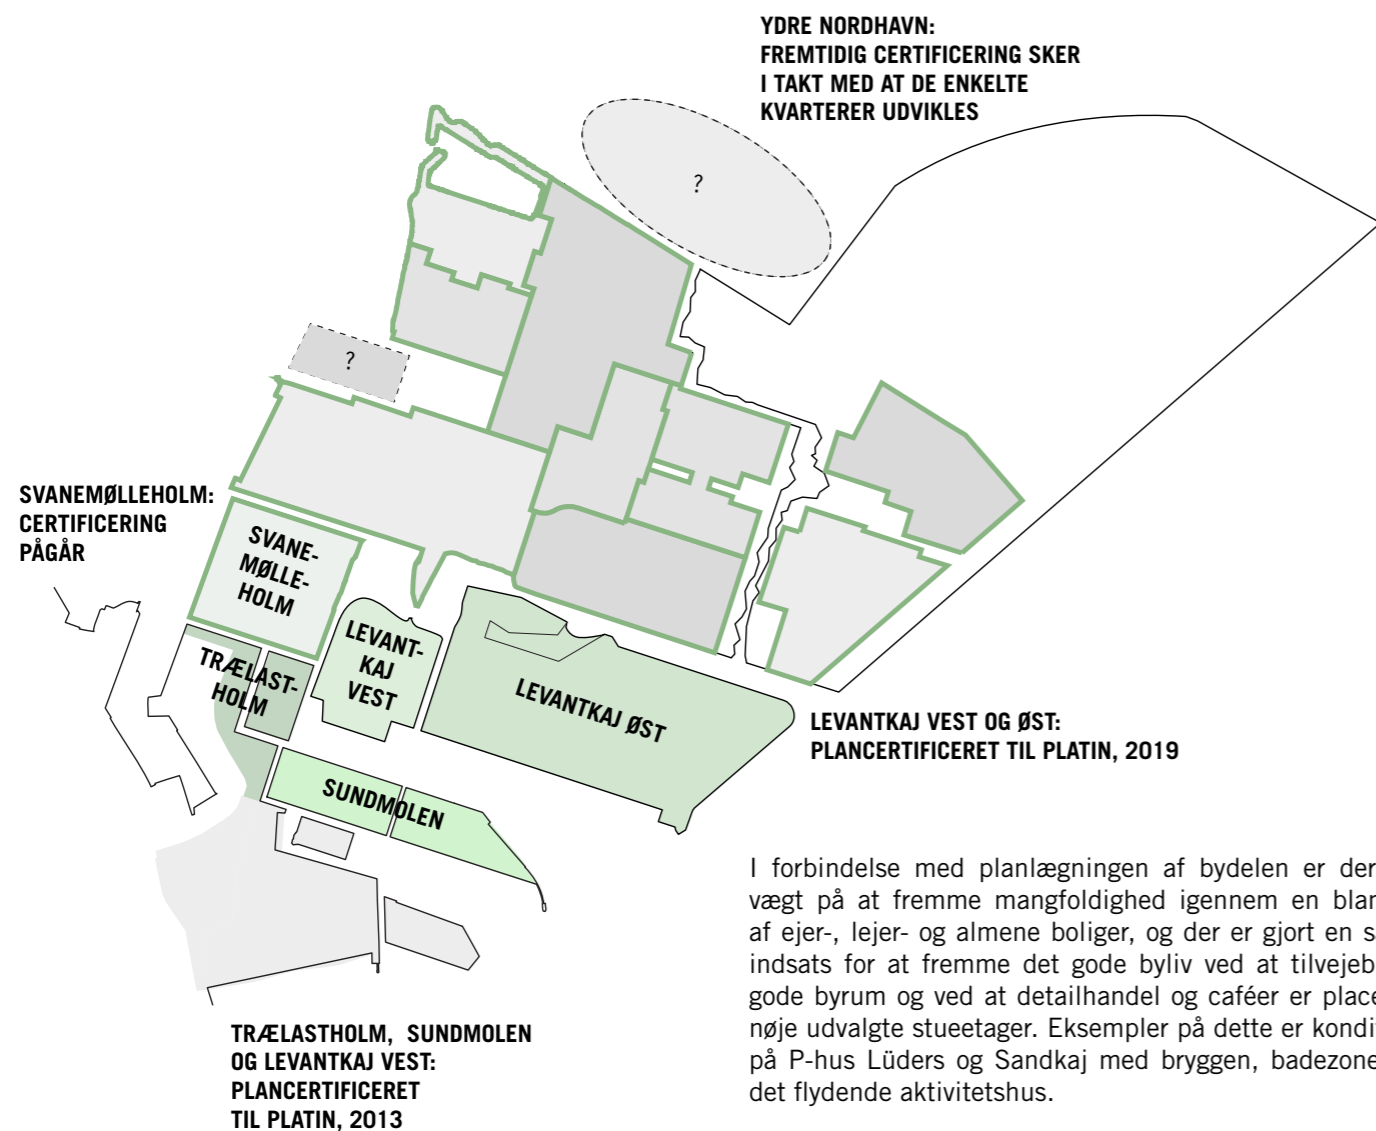 YDRE NORDHAVN:
FREMTIDIG CERTIFICERING SKER
I TAKT MED AT DE ENKELTE
KVARTERER UDVIKLES
?
?
SVANEMØLLEHOLM:
CERTIFICERING
PÅGÅR
SVANE-
MØLLE-
HOLM
LEVANT-
KAJ
VEST
TRÆLAST-
HOLM
LEVANTKAJ ØST
LEVANTKAJ VEST OG ØST:
PLANCERTIFICERET TIL PLATIN, 2019
SUNDMOLEN
TRÆLASTHOLM, SUNDMOLEN
OG LEVANTKAJ VEST:
PLANCERTIFICERET
TIL PLATIN, 2013
I forbindelse med planlægningen af bydelen er der
vægt på at fremme mangfoldighed igennem en blan
af ejer-, lejer- og almene boliger, og der er gjort en s
indsats for at fremme det gode byliv ved at tilvejeb
gode byrum og ved at detailhandel og caféer er place
nøje udvalgte stueetager. Eksempler på dette er kondi
på P-hus Lüders og Sandkaj med bryggen, badezone
det flydende aktivitetshus.